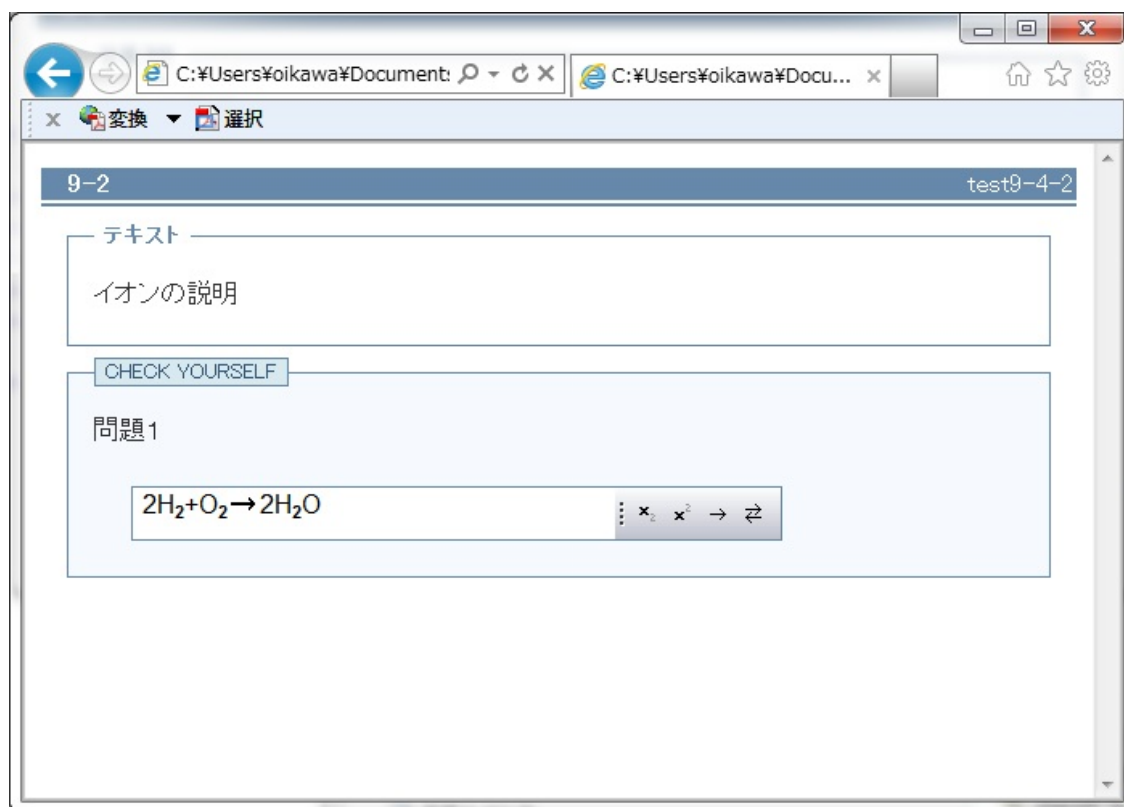 C:¥Users¥oikawa¥Document: C:¥Users¥oikawa¥Docu...
変換 選択
9-2 test9-4-2
テキスト
イオンの説明
CHECK YOURSELF
問題1
2H₂+O₂→2H₂O x₂ x² → ⇄